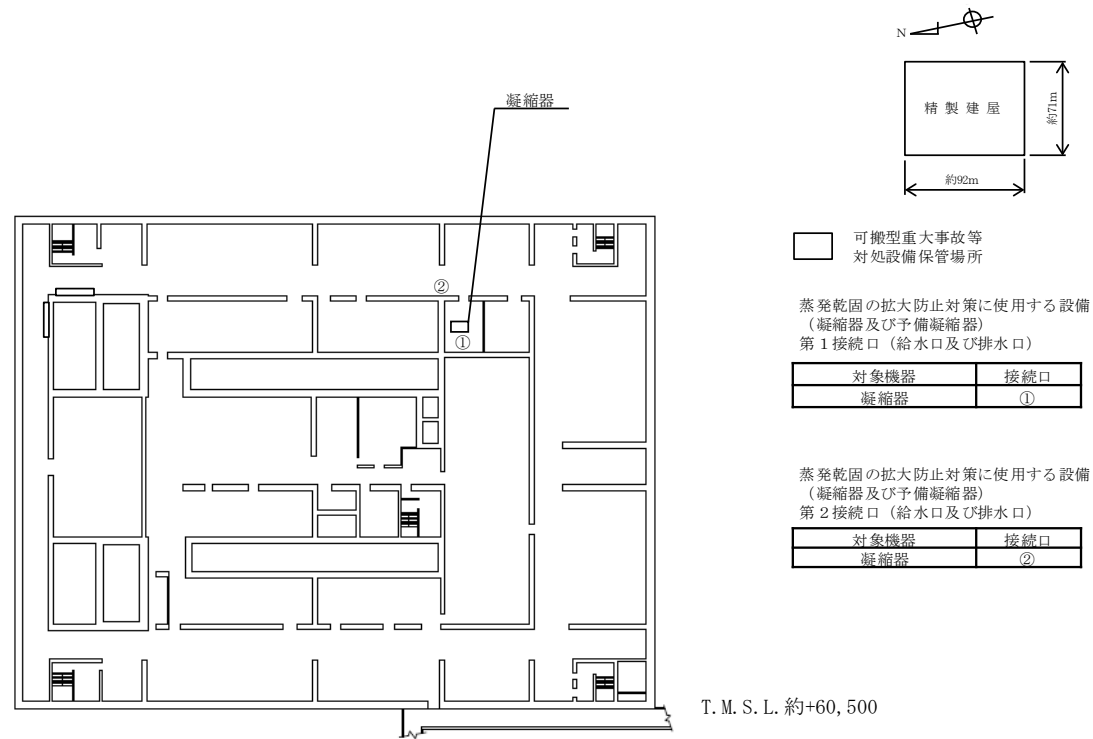 N
精製建屋
約71m
約92m
凝縮器
可搬型重大事故等
対処設備保管場所
②
①
蒸発乾固の拡大防止対策に使用する設備
（凝縮器及び予備凝縮器）
第１接続口（給水口及び排水口）
対象機器 接続口
凝縮器 ①
蒸発乾固の拡大防止対策に使用する設備
（凝縮器及び予備凝縮器）
第２接続口（給水口及び排水口）
対象機器 接続口
凝縮器 ②
T.M.S.L.約+60,500